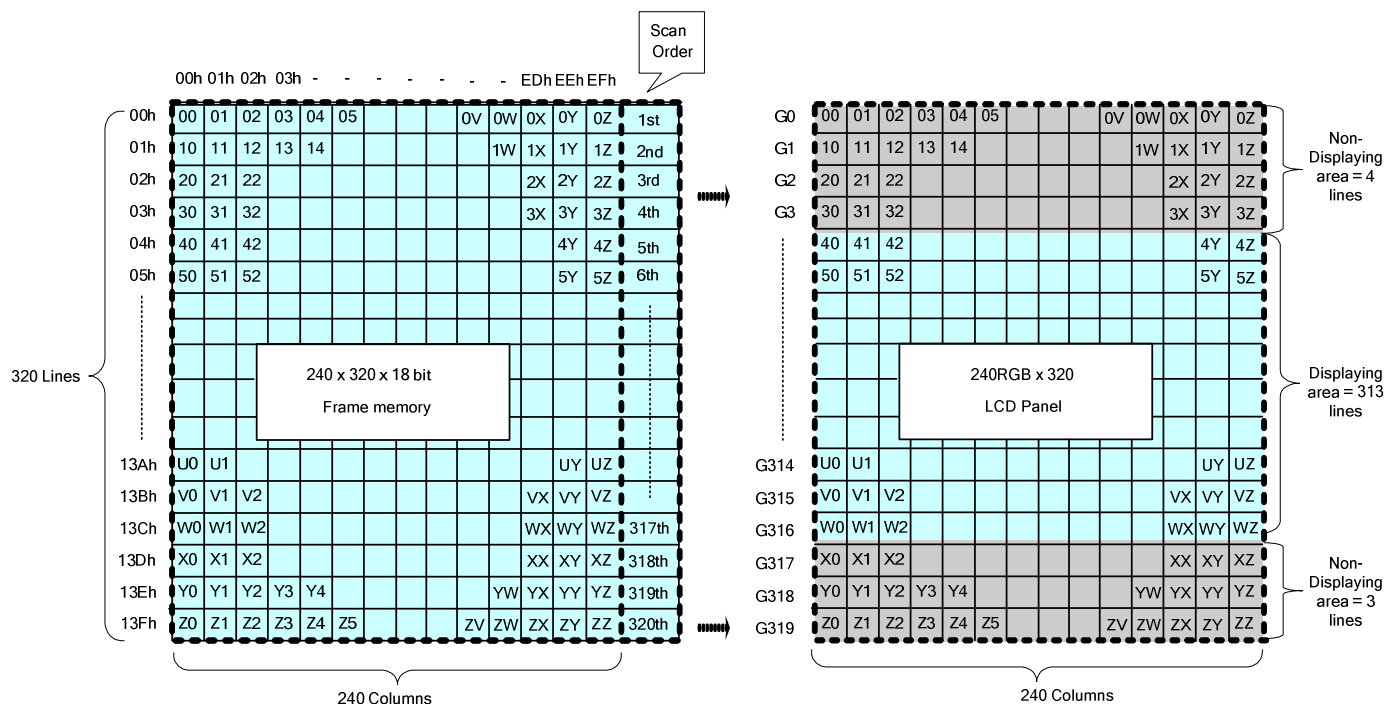 Scan
Order
00h 01h 02h 03h - - - - - - - EDh EEh EFh
00h 00 01 02 03 04 05 0V 0W 0X 0Y 0Z 1st
01h 10 11 12 13 14 1W 1X 1Y 1Z 2nd
02h 20 21 22 2X 2Y 2Z 3rd
03h 30 31 32 3X 3Y 3Z 4th
04h 40 41 42 4Y 4Z 5th
05h 50 51 52 5Y 5Z 6th
320 Lines
240 x 320 x 18 bit
Frame memory
13Ah U0 U1 UY UZ
13Bh V0 V1 V2 VX VY VZ
13Ch W0 W1 W2 WX WY WZ 317th
13Dh X0 X1 X2 XX XY XZ 318th
13Eh Y0 Y1 Y2 Y3 Y4 YW YX YY YZ 319th
13Fh Z0 Z1 Z2 Z3 Z4 Z5 ZV ZW ZX ZY ZZ 320th
240 Columns
G0 00 01 02 03 04 05 0V 0W 0X 0Y 0Z
G1 10 11 12 13 14 1W 1X 1Y 1Z
G2 20 21 22 2X 2Y 2Z
G3 30 31 32 3X 3Y 3Z
40 41 42 4Y 4Z
50 51 52 5Y 5Z
Non-
Displaying
area = 4
lines
240RGB x 320
LCD Panel
Displaying
area = 313
lines
G314 U0 U1 UY UZ
G315 V0 V1 V2 VX VY VZ
G316 W0 W1 W2 WX WY WZ
G317 X0 X1 X2 XX XY XZ
G318 Y0 Y1 Y2 Y3 Y4 YW YX YY YZ
G319 Z0 Z1 Z2 Z3 Z4 Z5 ZV ZW ZX ZY ZZ
Non-
Displaying
area = 3
lines
240 Columns